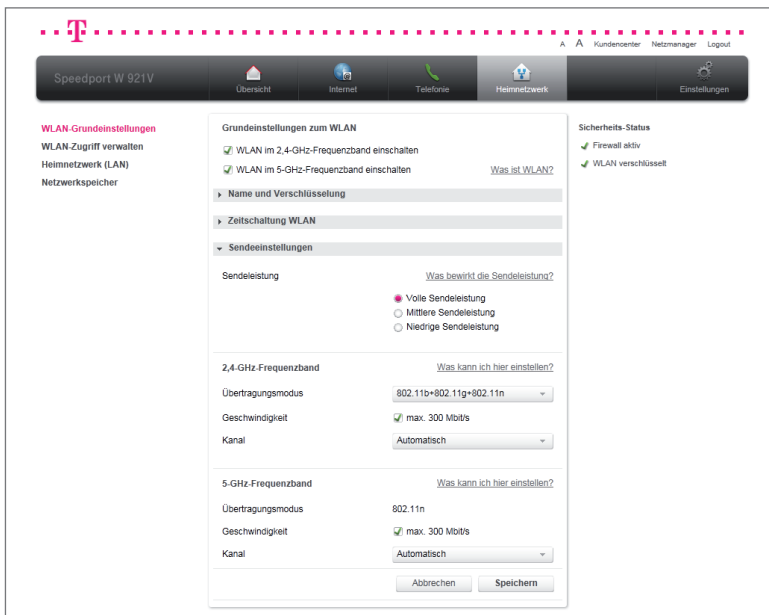 T
A A Kundencenter Netzmanager Logout
Speedport W 921V
Übersicht
Internet
Telefonie
Heimnetzwerk
Einstellungen
WLAN-Grundeinstellungen
WLAN-Zugriff verwalten
Heimnetzwerk (LAN)
Netzwerkspeicher
Grundeinstellungen zum WLAN
WLAN im 2,4-GHz-Frequenzband einschalten
WLAN im 5-GHz-Frequenzband einschalten Was ist WLAN?
Name und Verschlüsselung
Zeitschaltung WLAN
Sendeeinstellungen
Sendeleistung Was bewirkt die Sendeleistung?
Volle Sendeleistung
Mittlere Sendeleistung
Niedrige Sendeleistung
2,4-GHz-Frequenzband Was kann ich hier einstellen?
Übertragungsmodus 802.11b+802.11g+802.11n
Geschwindigkeit max. 300 Mbit/s
Kanal Automatisch
5-GHz-Frequenzband Was kann ich hier einstellen?
Übertragungsmodus 802.11n
Geschwindigkeit max. 300 Mbit/s
Kanal Automatisch
Abbrechen Speichern
Sicherheits-Status
Firewall aktiv
WLAN verschlüsselt